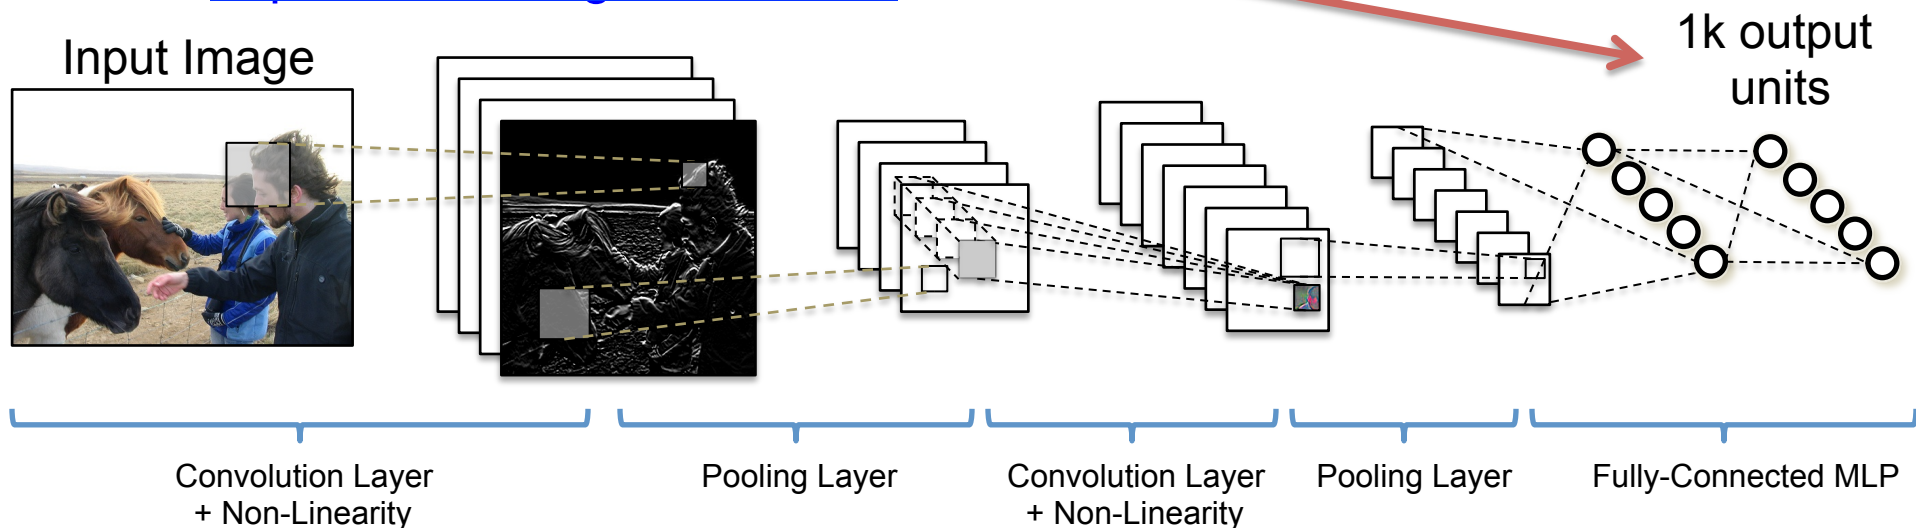 Input Image
1k output
units
Convolution Layer
+ Non-Linearity
Pooling Layer
Convolution Layer
+ Non-Linearity
Pooling Layer
Fully-Connected MLP